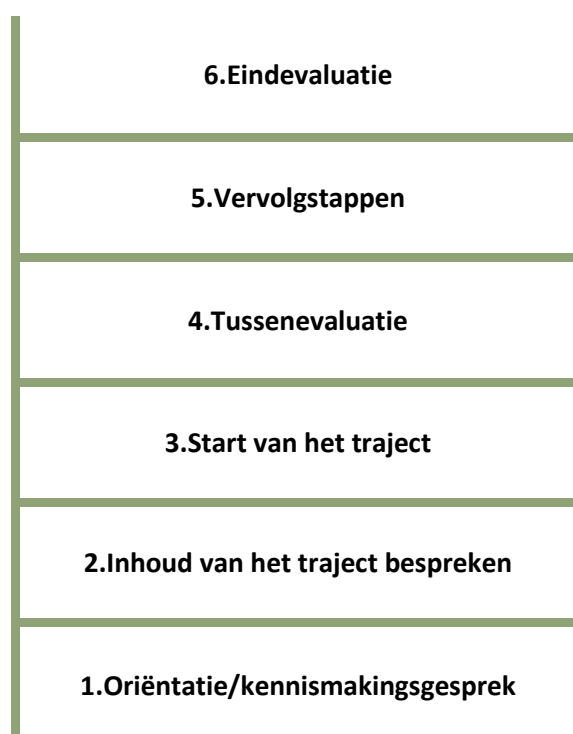 6.Eindevaluatie
5.Vervolgstappen
4.Tussenevaluatie
3.Start van het traject
2.Inhoud van het traject bespreken
1.Oriëntatie/kennismakingsgesprek